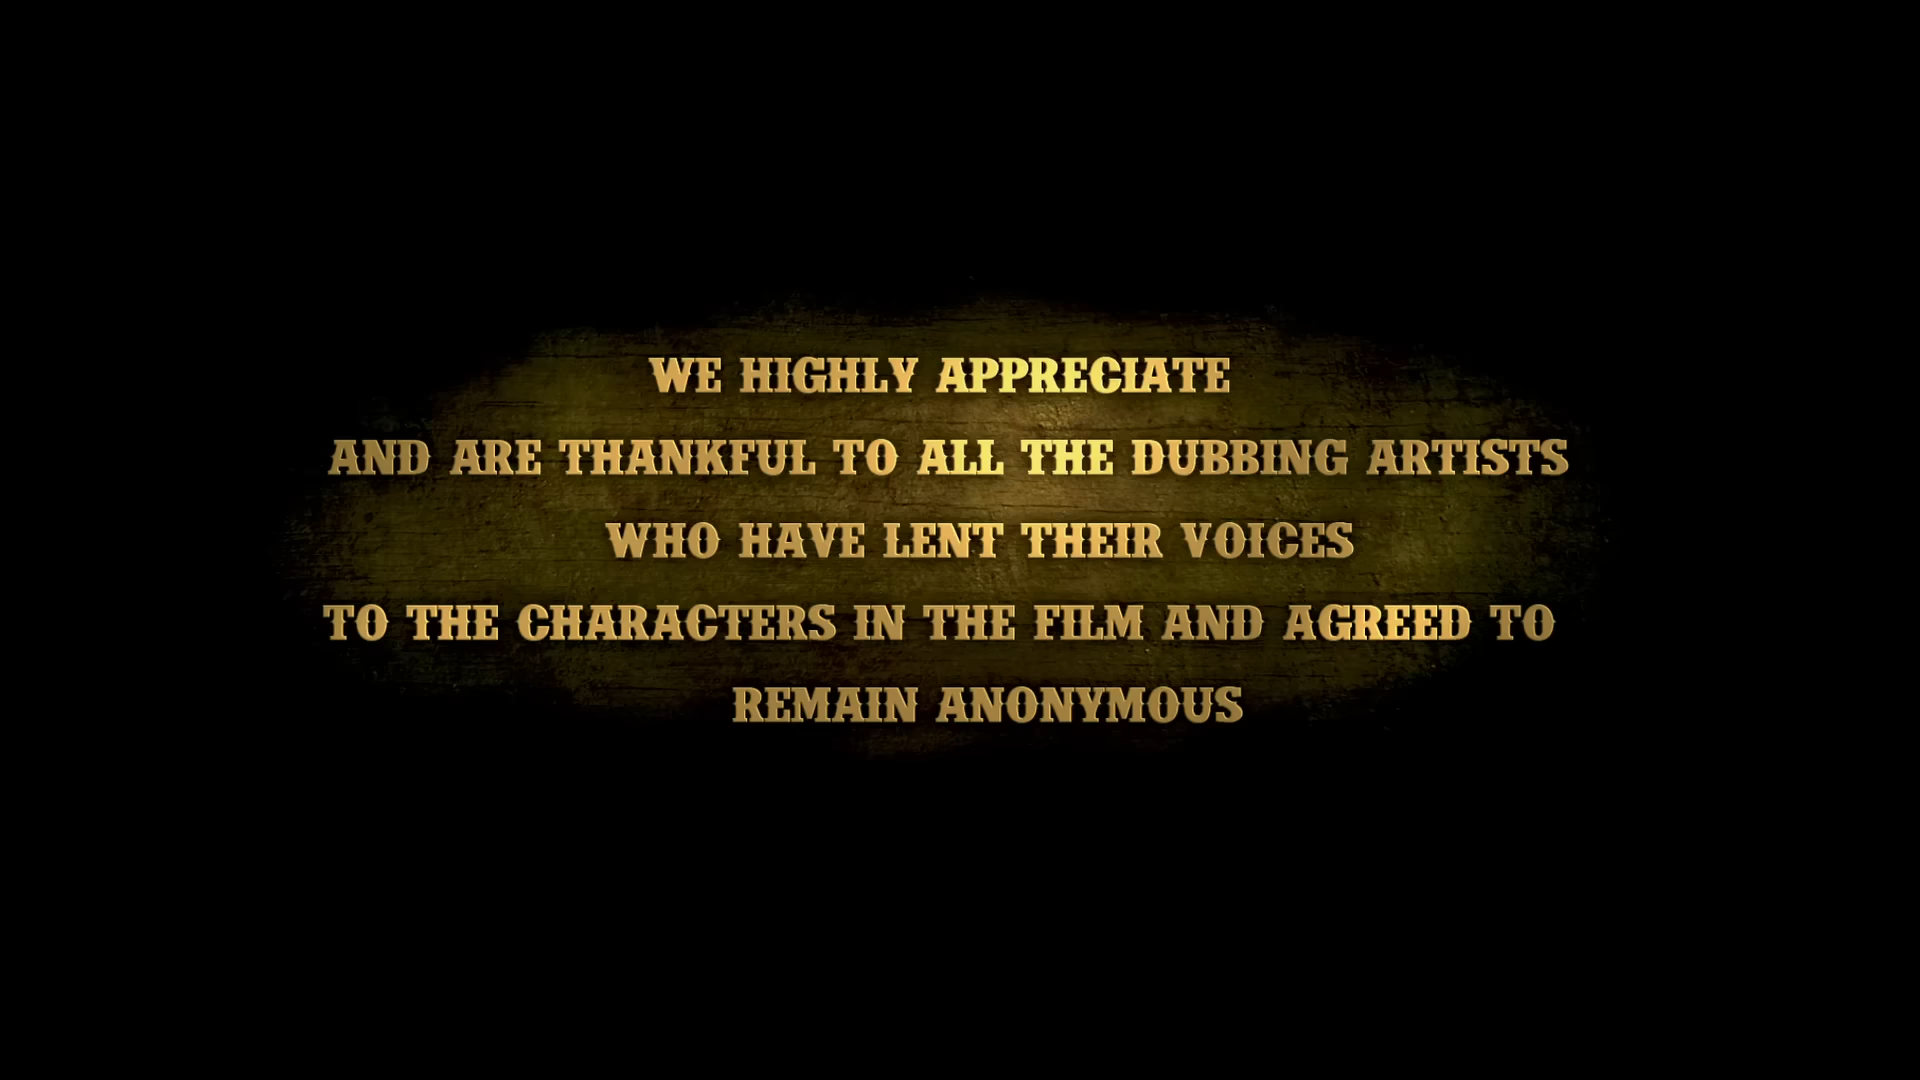 WE HIGHLY APPRECIATE
AND ARE THANKFUL TO ALL THE DUBBING ARTISTS
WHO HAVE LENT THEIR VOICES
TO THE CHARACTERS IN THE FILM AND AGREED TO
REMAIN ANONYMOUS